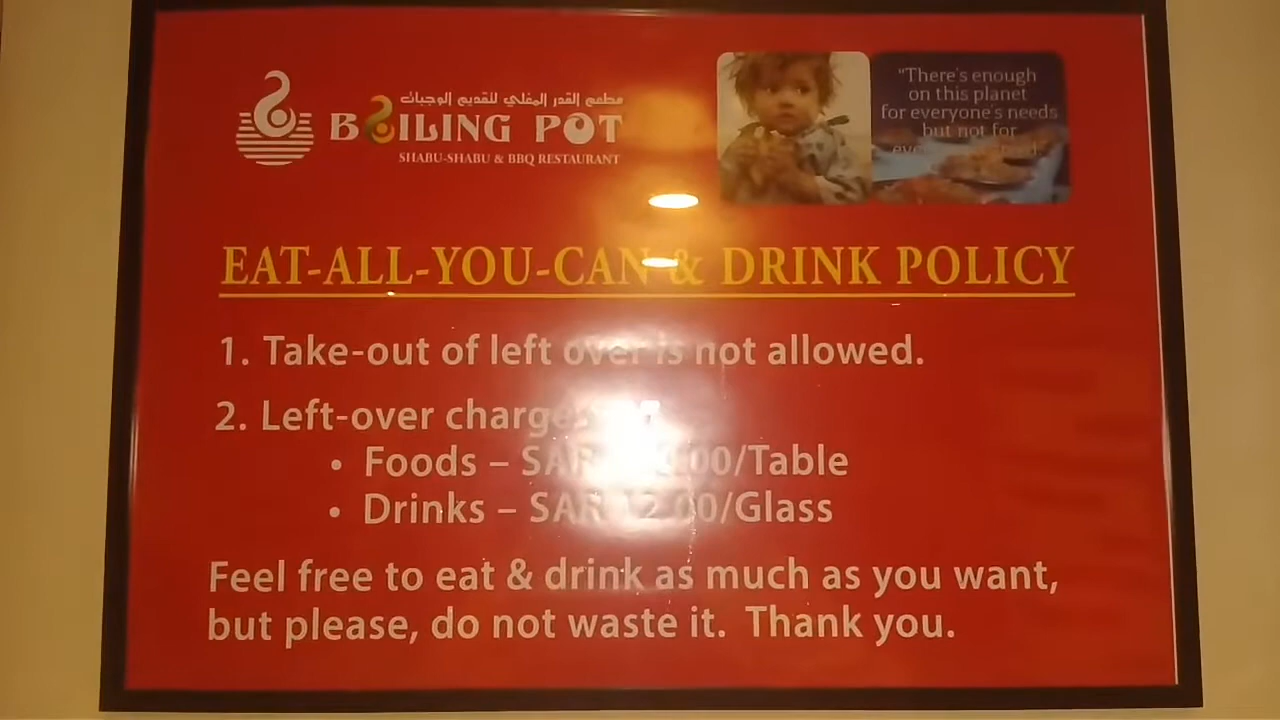 مطعم القدر المغلي لتقديم الوجبات
BOILING POT
SHABU-SHABU & BBQ RESTAURANT
"There's enough
on this planet
for everyone's needs
but not for
EAT-ALL-YOU-CAN & DRINK POLICY
1. Take-out of left over is not allowed.
2. Left-over charge
• Foods – SAR /Table
• Drinks – SAR 12.00/Glass
Feel free to eat & drink as much as you want,
but please, do not waste it. Thank you.